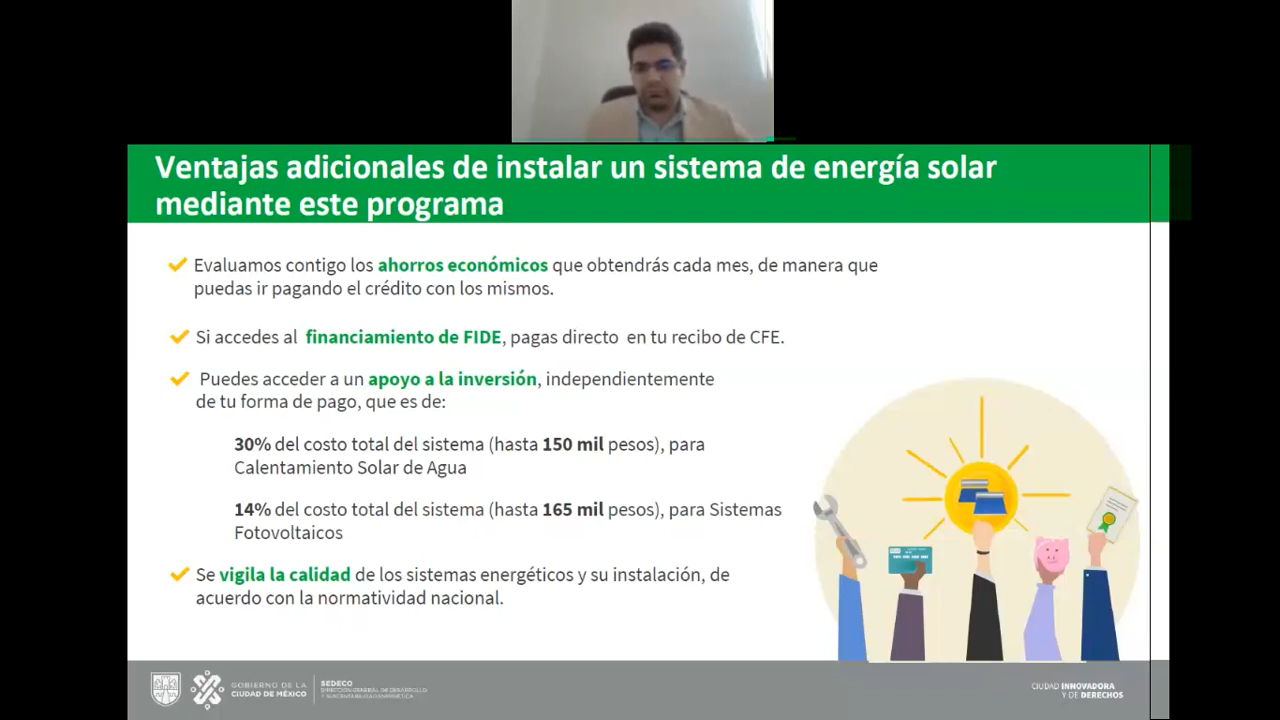 Ventajas adicionales de instalar un sistema de energía solar
mediante este programa
Evaluamos contigo los ahorros económicos que obtendrás cada mes, de manera que
puedas ir pagando el crédito con los mismos.
Si accedes al financiamiento de FIDE, pagas directo en tu recibo de CFE.
Puedes acceder a un apoyo a la inversión, independientemente
de tu forma de pago, que es de:
30% del costo total del sistema (hasta 150 mil pesos), para
Calentamiento Solar de Agua
14% del costo total del sistema (hasta 165 mil pesos), para Sistemas
Fotovoltaicos
Se vigila la calidad de los sistemas energéticos y su instalación, de
acuerdo con la normatividad nacional.
GOBIERNO DE LA
CIUDAD DE MÉXICO
SEDECO
DIRECCIÓN GENERAL DE DESARROLLO
Y SUSTENTABILIDAD ENERGÉTICA
CIUDAD INNOVADORA
Y DE DERECHOS